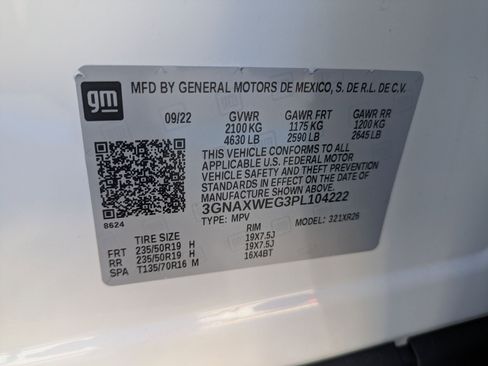 gm
MFD BY GENERAL MOTORS DE MEXICO, S. DE R.L. DE C.V.
09/22 GVWR GAWR FRT GAWR RR
2100 KG 1175 KG 1200 KG
4630 LB 2590 LB 2645 LB
THIS VEHICLE CONFORMS TO ALL
APPLICABLE U.S. FEDERAL MOTOR
VEHICLE SAFETY AND THEFT PREVENTION
STANDARDS IN EFFECT ON THE DATE OF
MANUFACTURE SHOWN ABOVE.
3GNAXWEG3PL104222
8624 TYPE: MPV MODEL: 321XR26
TIRE SIZE RIM
FRT 235/50R19 H 19X7.5J
RR 235/50R19 H 19X7.5J
SPA T135/70R16 M 16X4BT